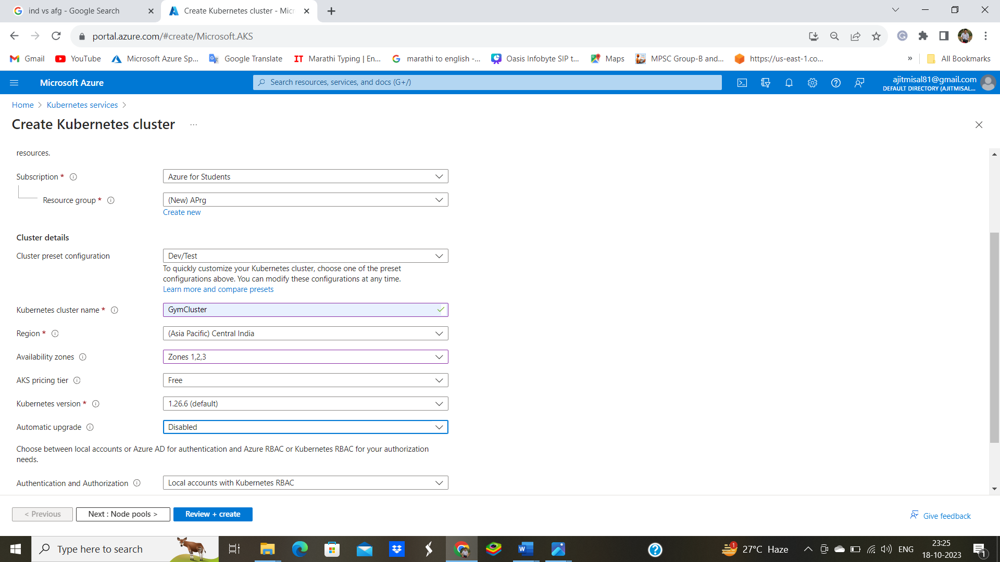 ind vs afg - Google Search
Create Kubernetes cluster - Micr
portal.azure.com/#create/Microsoft.AKS
Gmail YouTube Microsoft Azure Sp... Google Translate IT Marathi Typing | En... marathi to english -... Oasis Infobyte SIP t... Maps MPSC Group-B and... https://us-east-1.co... » All Bookmarks
Microsoft Azure
Search resources, services, and docs (G+/)
ajitmisal81@gmail.com
DEFAULT DIRECTORY (AJITMISAL...
Home > Kubernetes services >
Create Kubernetes cluster ...
resources.
Subscription * Azure for Students
Resource group * (New) APrg
Create new
Cluster details
Cluster preset configuration Dev/Test
To quickly customize your Kubernetes cluster, choose one of the preset
configurations above. You can modify these configurations at any time.
Learn more and compare presets
Kubernetes cluster name * GymCluster
Region * (Asia Pacific) Central India
Availability zones Zones 1,2,3
AKS pricing tier Free
Kubernetes version * 1.26.6 (default)
Automatic upgrade Disabled
Choose between local accounts or Azure AD for authentication and Azure RBAC or Kubernetes RBAC for your authorization
needs.
Authentication and Authorization Local accounts with Kubernetes RBAC
< Previous Next : Node pools > Review + create
Give feedback
Type here to search
27°C Haze
ENG
23:25
18-10-2023
1
1